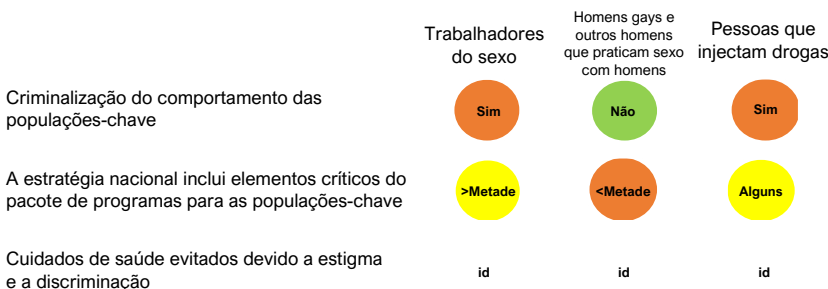 Trabalhadores
do sexo
Homens gays e
outros homens
que praticam sexo
com homens
Pessoas que
injectam drogas
Criminalização do comportamento das
populações-chave
Sim
Não
Sim
A estratégia nacional inclui elementos críticos do
pacote de programas para as populações-chave
>Metade
<Metade
Alguns
Cuidados de saúde evitados devido a estigma
e a discriminação
id
id
id